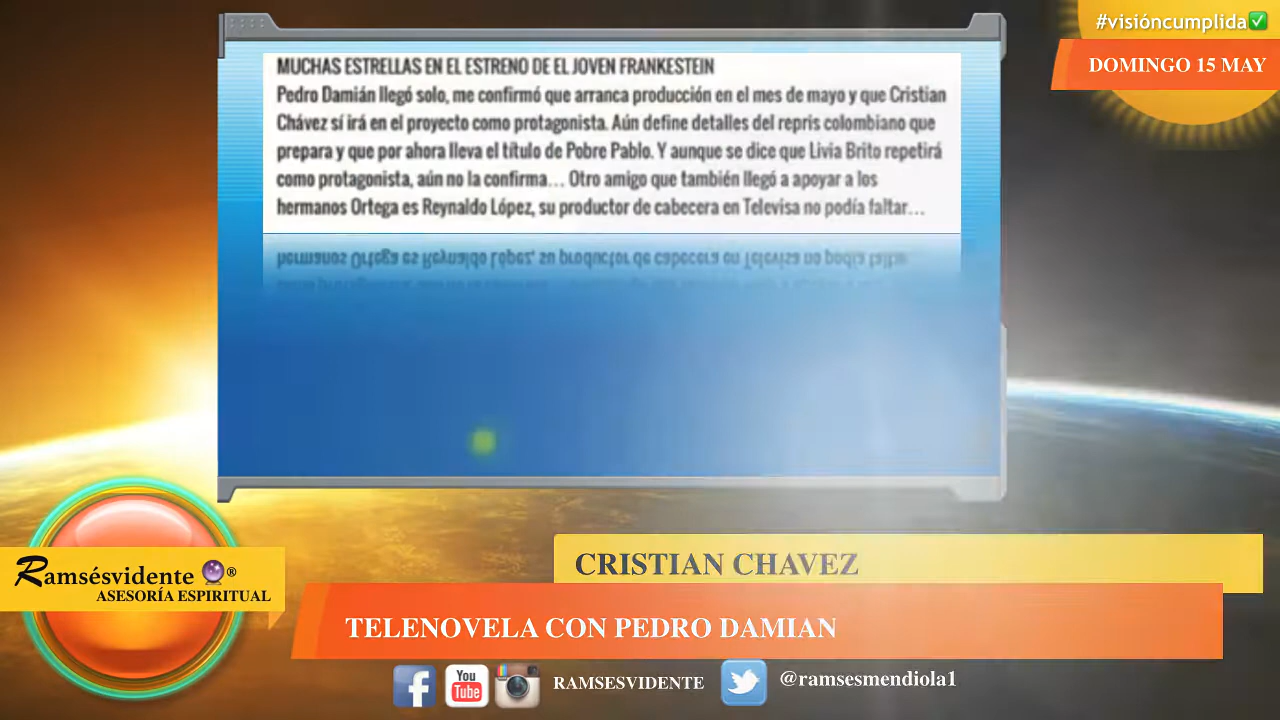 #visióncumplida✅
DOMINGO 15 MAY
MUCHAS ESTRELLAS EN EL ESTRENO DE EL JOVEN FRANKESTEIN
Pedro Damián llegó solo, me confirmó que arranca producción en el mes de mayo y que Cristian
Chávez sí irá en el proyecto como protagonista. Aún define detalles del repris colombiano que
prepara y que por ahora lleva el título de Pobre Pablo. Y aunque se dice que Livia Brito repetirá
como protagonista, aún no la confirma... Otro amigo que también llegó a apoyar a los
hermanos Ortega es Reynaldo López, su productor de cabecera en Televisa no podía faltar...
Ramsésvidente 🔮®
ASESORÍA ESPIRITUAL
CRISTIAN CHAVEZ
TELENOVELA CON PEDRO DAMIAN
You
Tube
RAMSESVIDENTE
@ramsesmendiola1